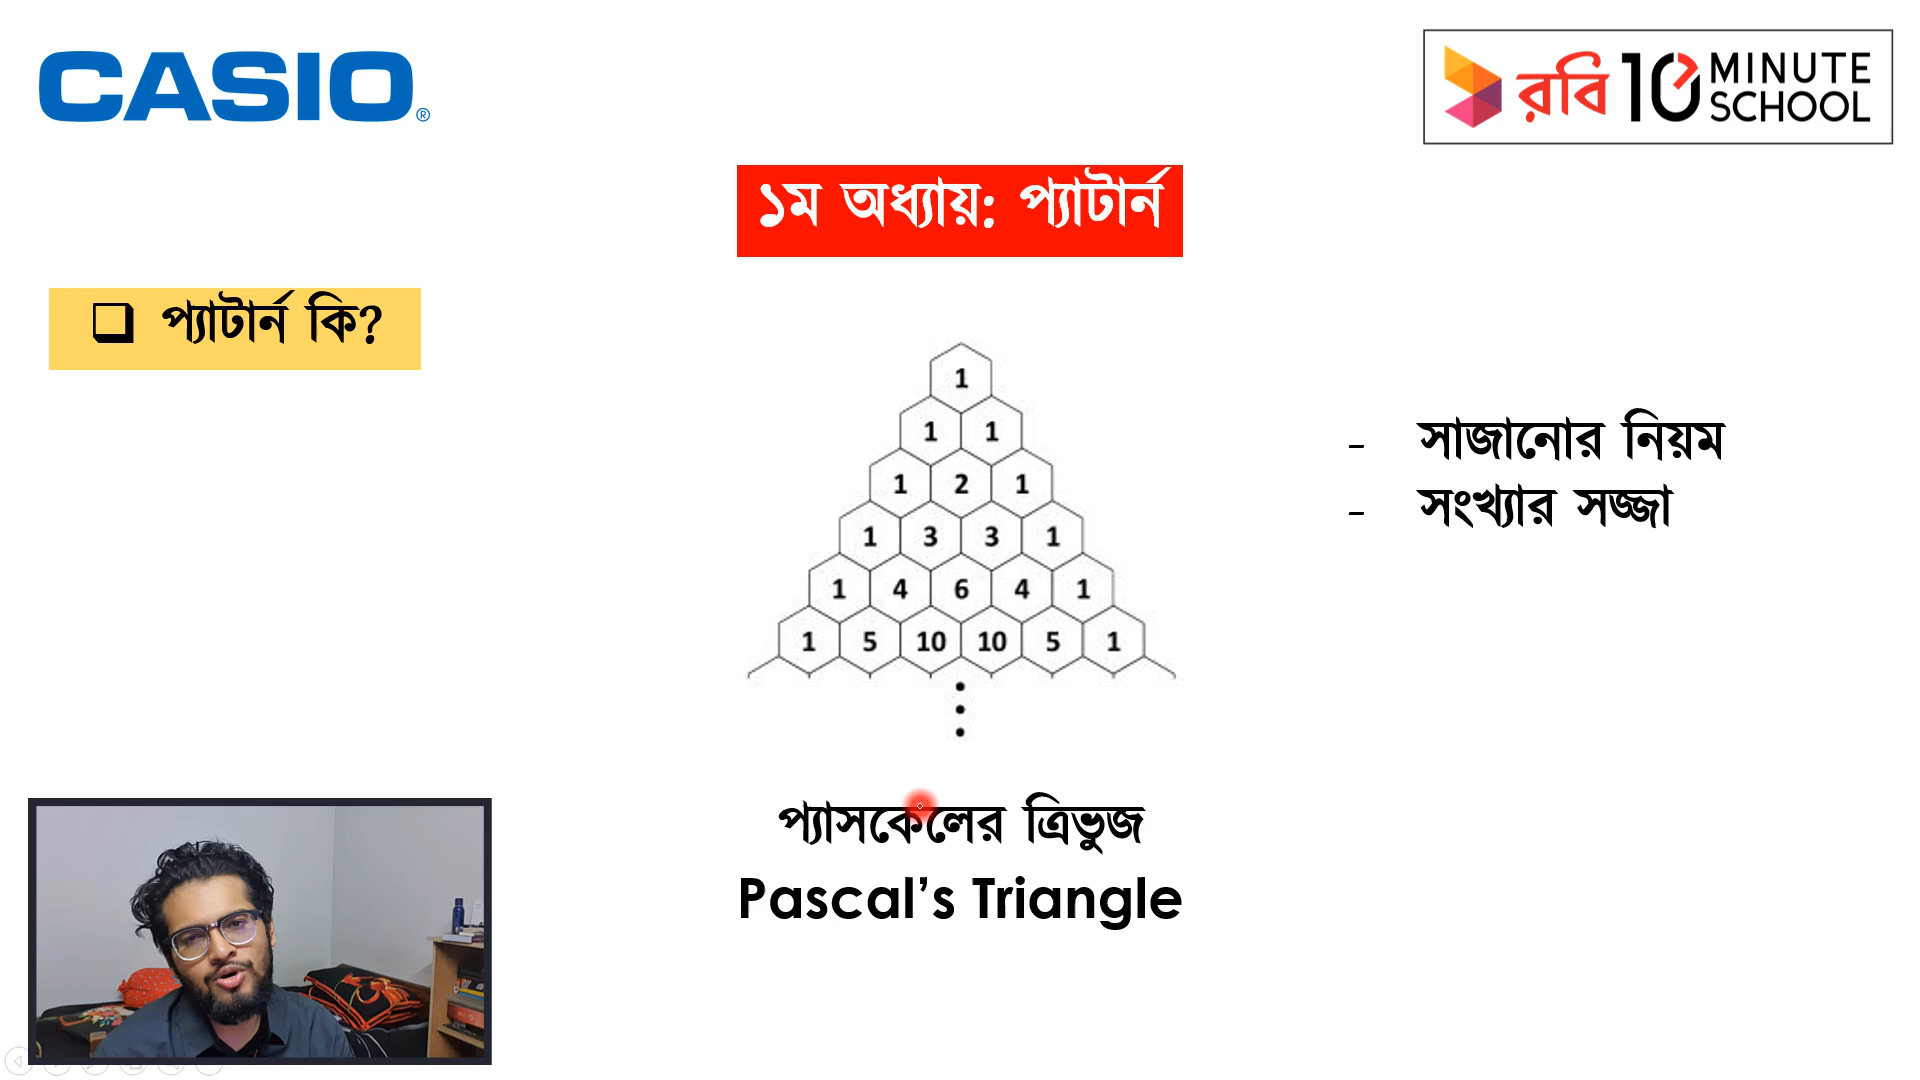 CASIO®
রবি 10 MINUTE SCHOOL
১ম অধ্যায়: প্যাটার্ন
প্যাটার্ন কি?
1
1 1
1 2 1
1 3 3 1
1 4 6 4 1
1 5 10 10 5 1
- সাজানোর নিয়ম
- সংখ্যার সজ্জা
প্যাসকেলের ত্রিভুজ
Pascal’s Triangle